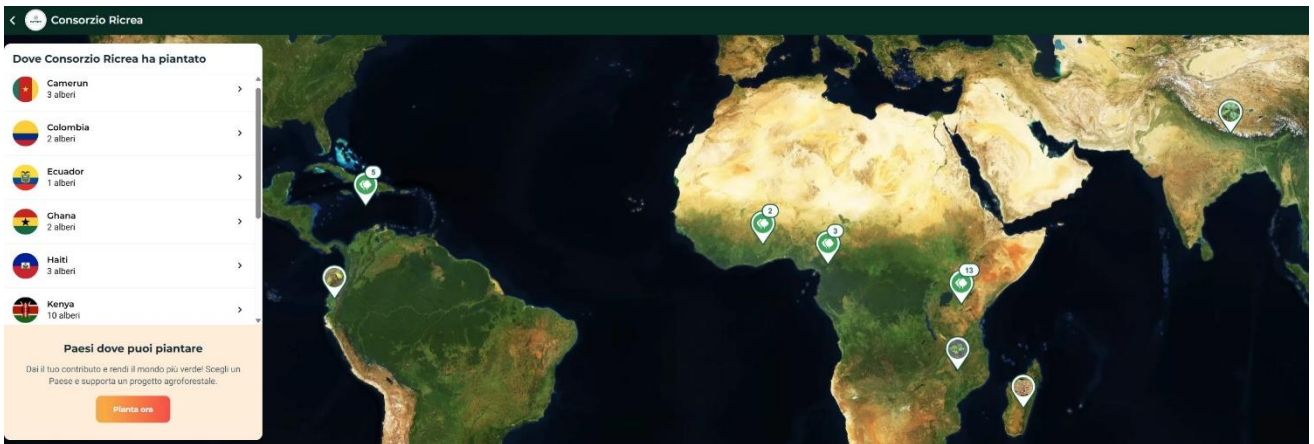 Consorzio Ricrea
Dove Consorzio Ricrea ha piantato
Camerun
3 alberi
Colombia
2 alberi
Ecuador
1 alberi
Ghana
2 alberi
Haiti
3 alberi
Kenya
10 alberi
Paesi dove puoi piantare
Dai il tuo contributo e rendi il mondo più verde! Scegli un
Paese e supporta un progetto agroforestale.
Pianta ora
5
2
3
13